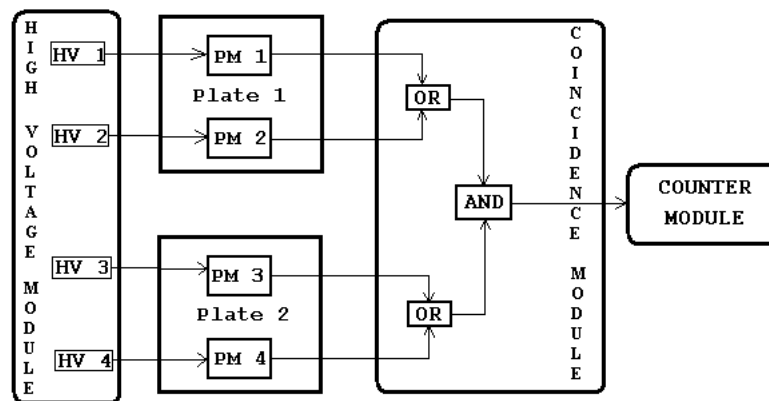 HIGH VOLTAGE MODULE
HV 1
HV 2
HV 3
HV 4
PM 1
Plate 1
PM 2
PM 3
Plate 2
PM 4
OR
AND
OR
COINCIDENCE MODULE
COUNTER
MODULE